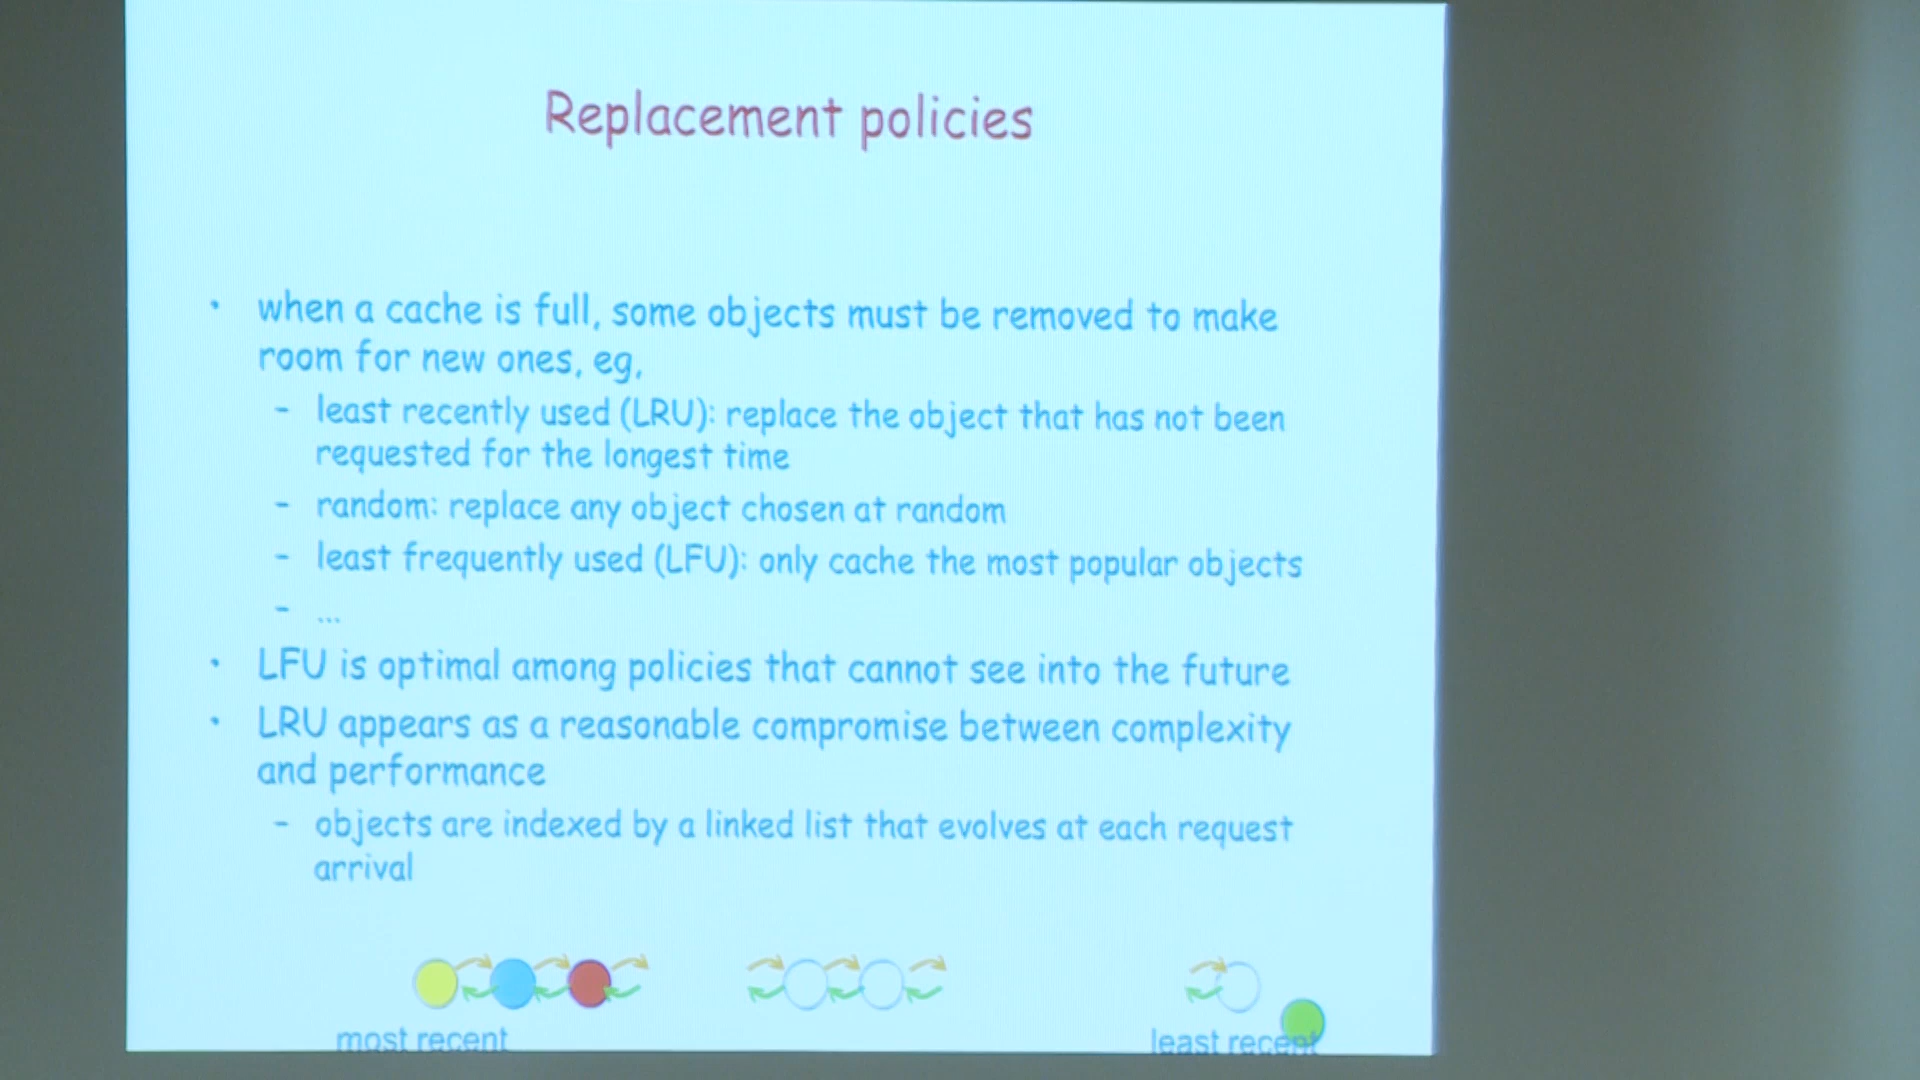 Replacement policies
• when a cache is full, some objects must be removed to make
room for new ones, eg,
– least recently used (LRU): replace the object that has not been
requested for the longest time
– random: replace any object chosen at random
– least frequently used (LFU): only cache the most popular objects
– ...
• LFU is optimal among policies that cannot see into the future
• LRU appears as a reasonable compromise between complexity
and performance
– objects are indexed by a linked list that evolves at each request
arrival
most recent
least recent